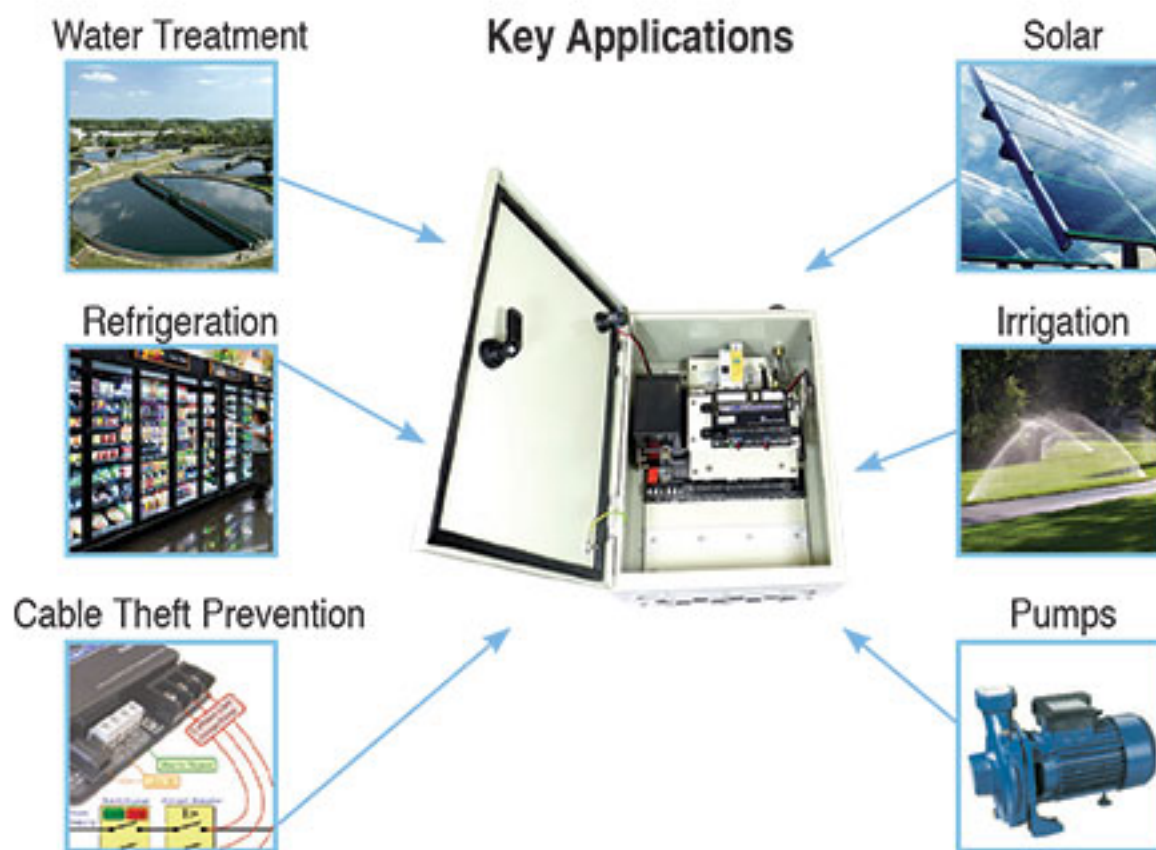 Key Applications
Water Treatment
Solar
Refrigeration
Irrigation
Cable Theft Prevention
Pumps